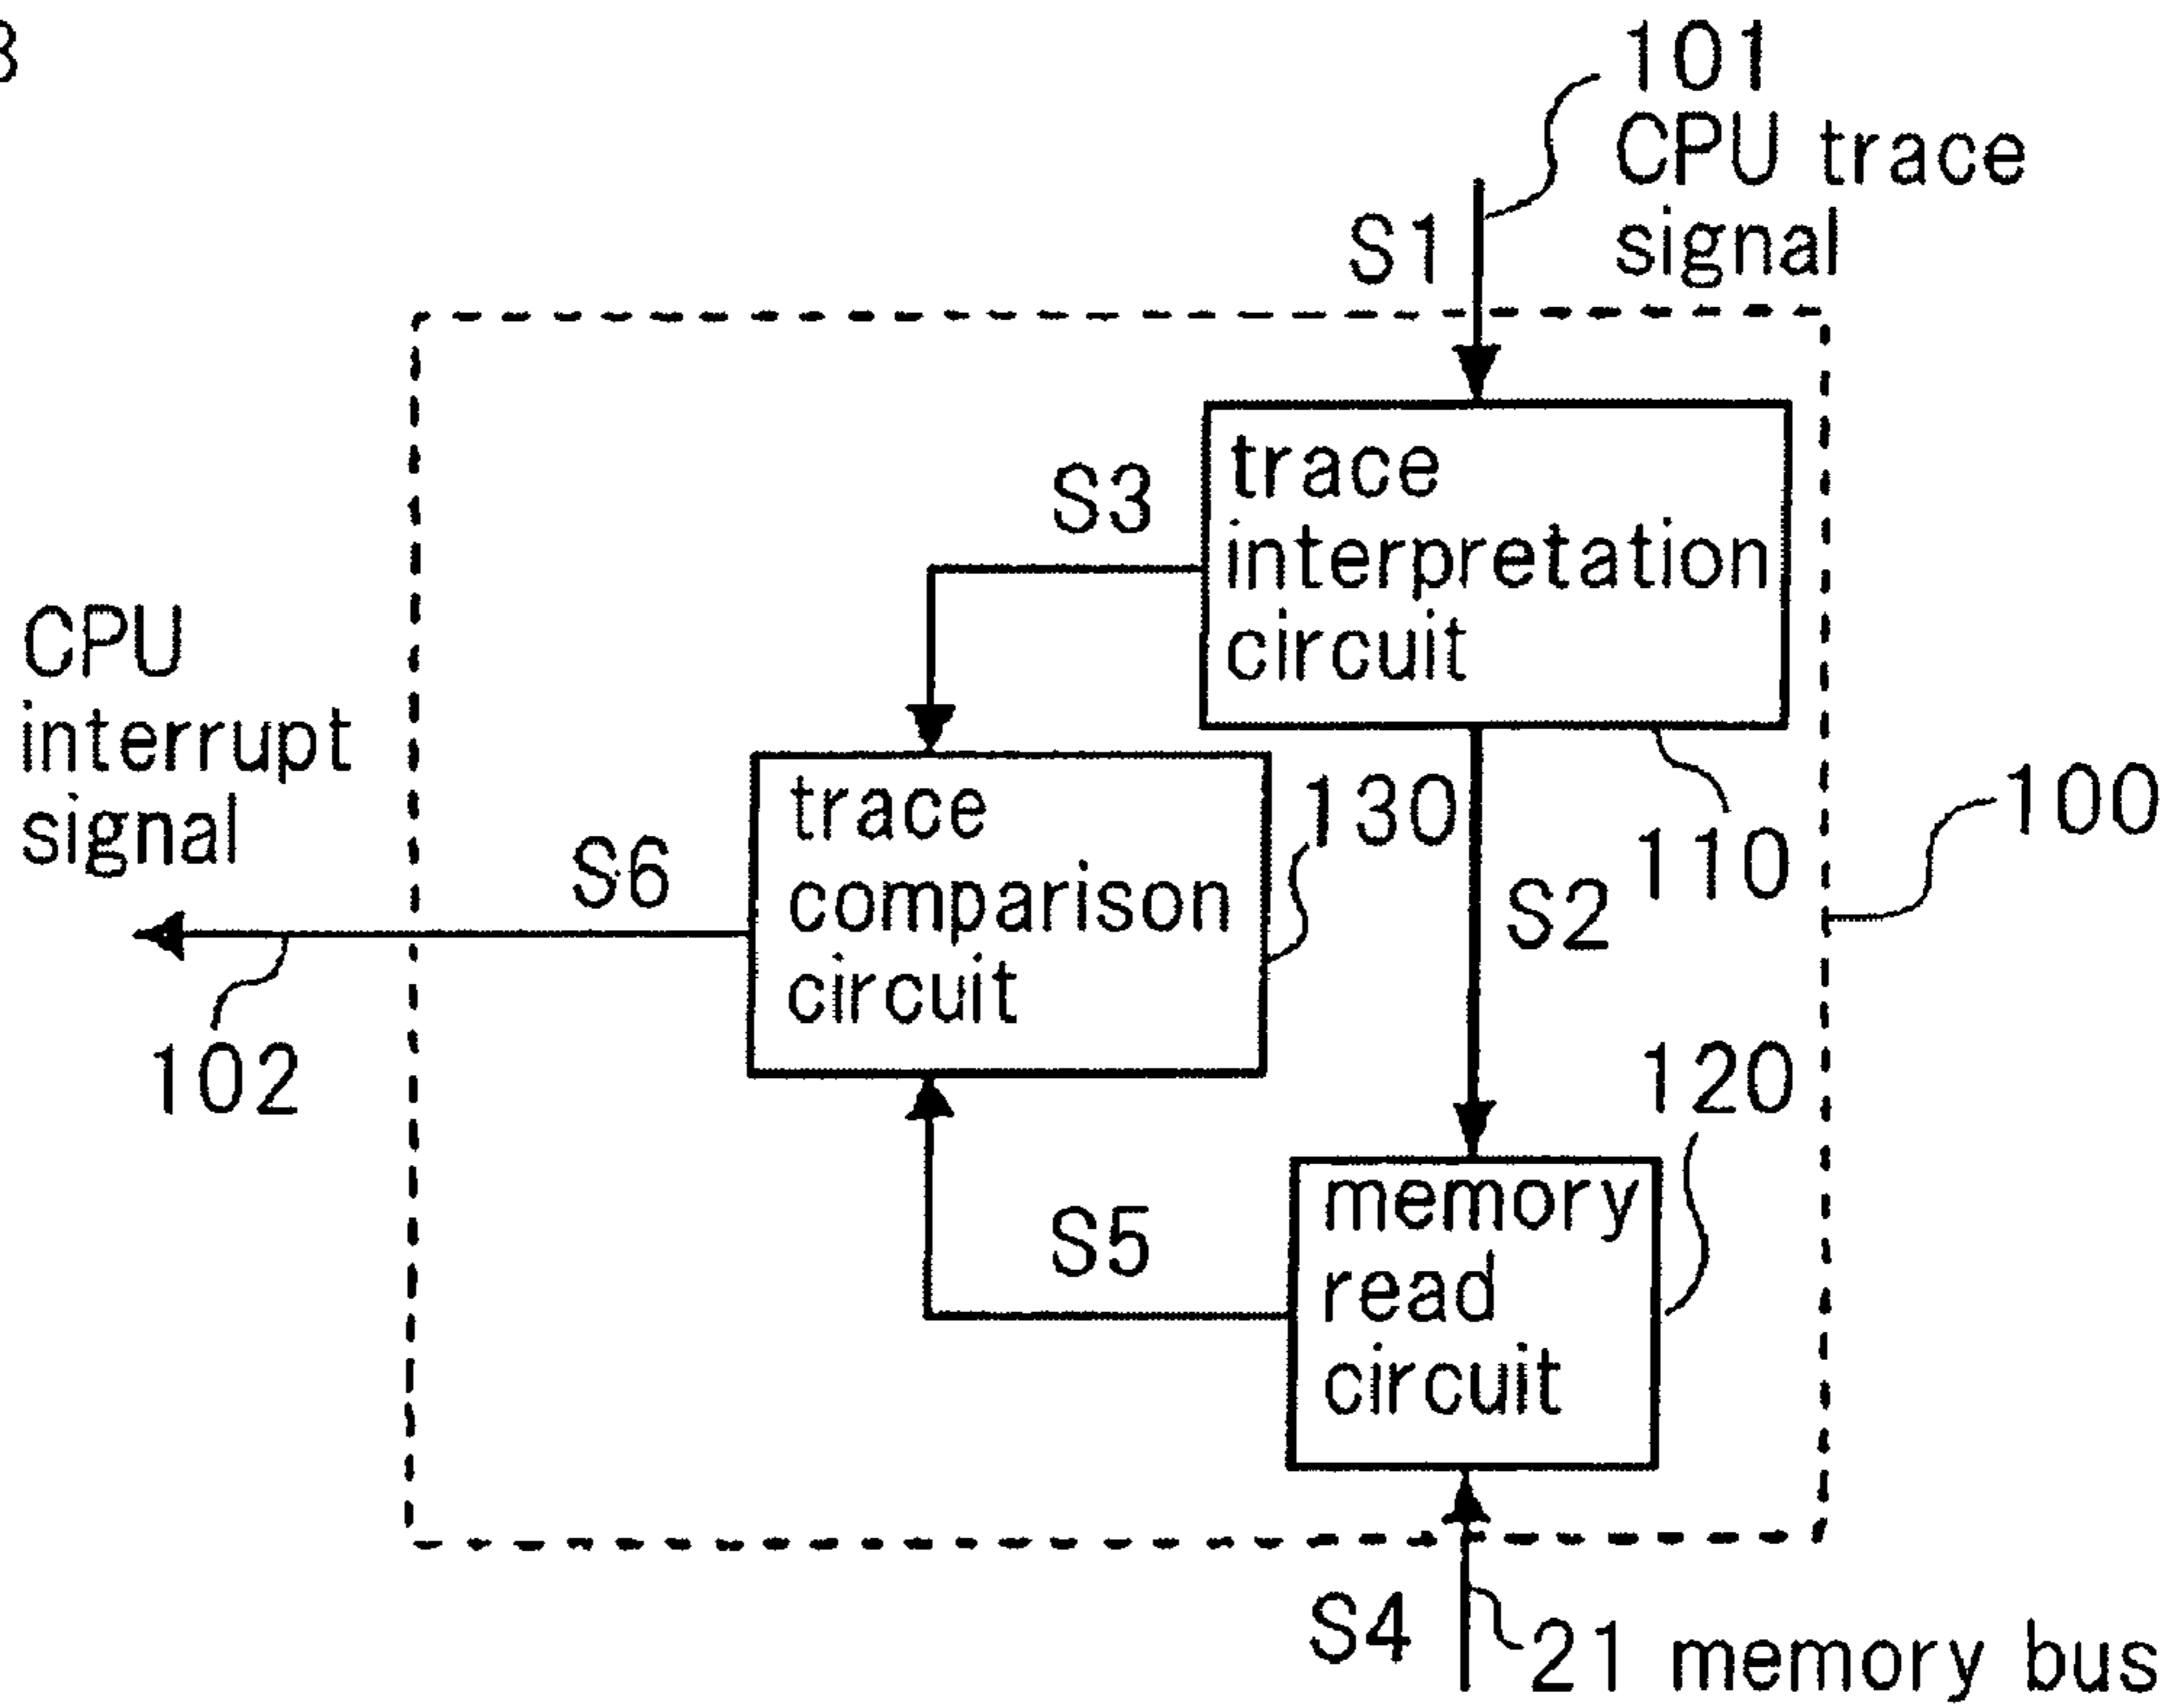 3
101
CPU trace
signal
S1
S3
trace
interpretation
circuit
CPU
interrupt
signal
S6
trace
comparison
circuit
130
S2
110
100
102
120
S5
memory
read
circuit
S4
21 memory bus